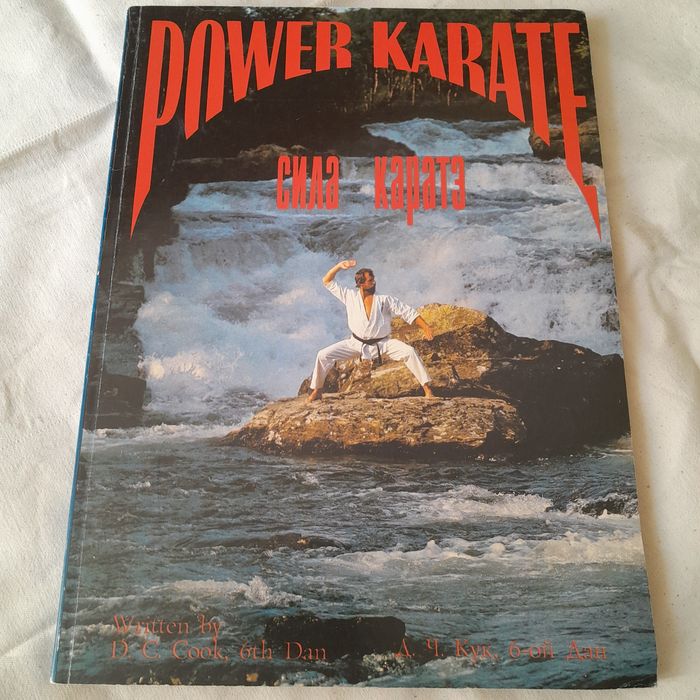 POWER KARATE
сила каратэ
Written by
D. C. Cook, 6th Dan
Д. Ч. Кук, 6-ой Дан